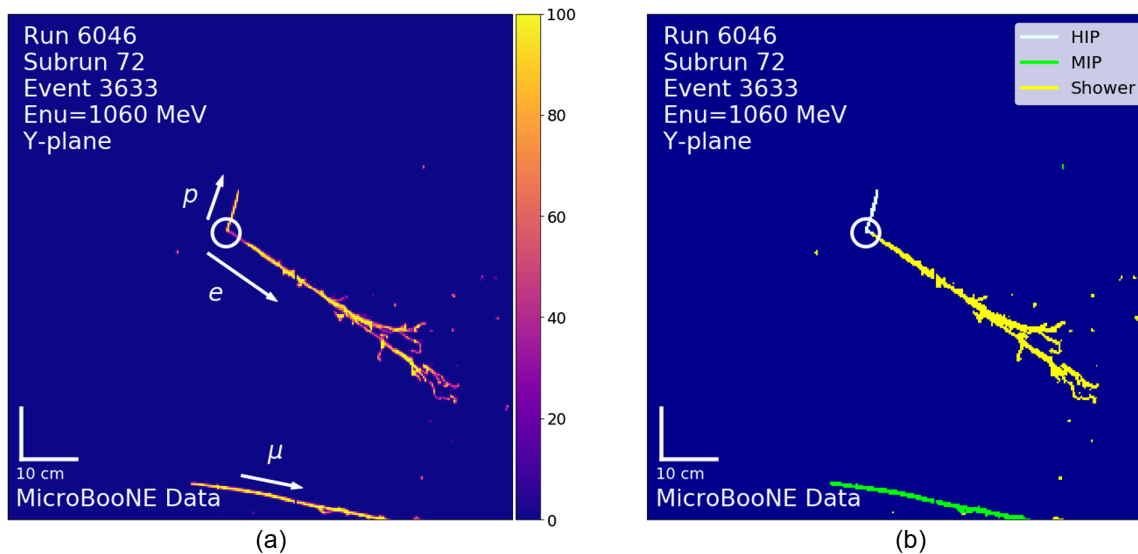 Run 6046
Subrun 72
Event 3633
Enu=1060 MeV
Y-plane
p
e
μ
10 cm
MicroBooNE Data
100
80
60
40
20
0
(a)
Run 6046
Subrun 72
Event 3633
Enu=1060 MeV
Y-plane
HIP
MIP
Shower
10 cm
MicroBooNE Data
(b)